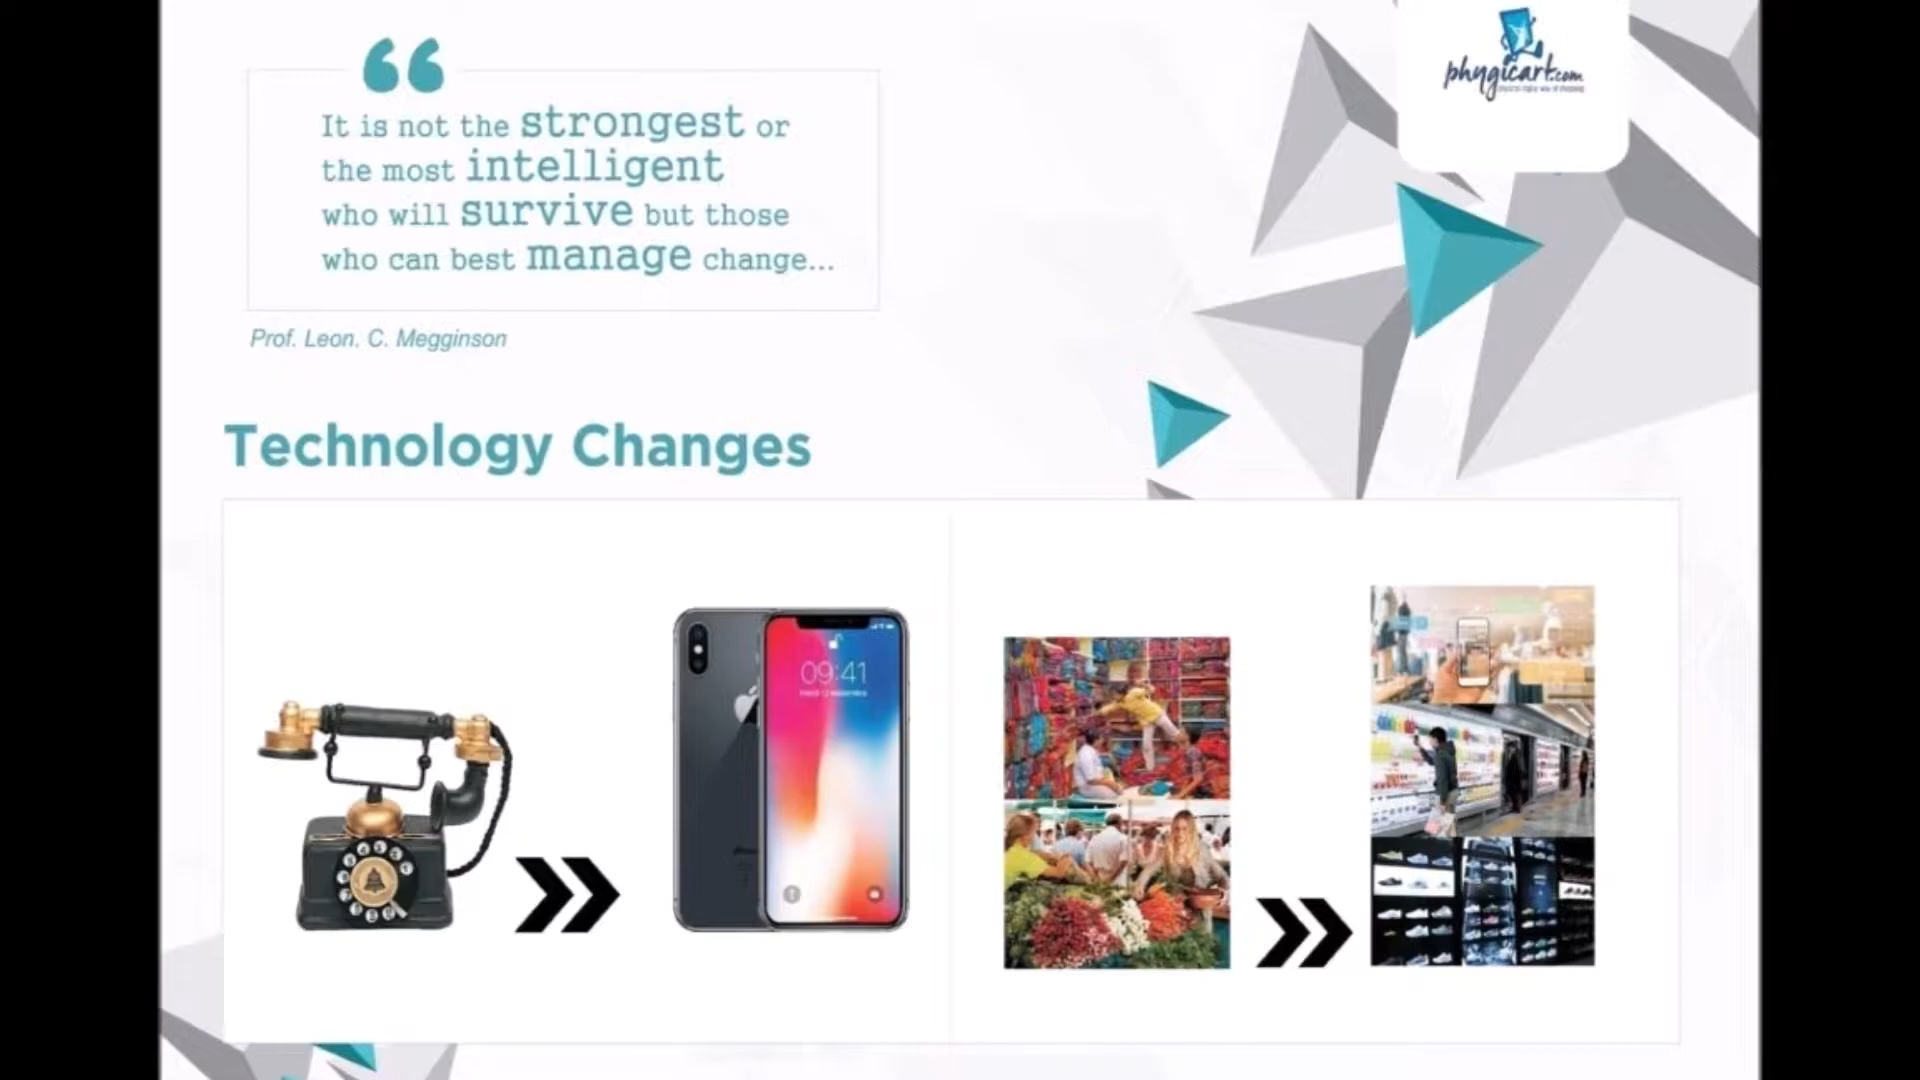 phygicart.com
It is not the strongest or
the most intelligent
who will survive but those
who can best manage change...
Prof. Leon. C. Megginson
Technology Changes
09:41